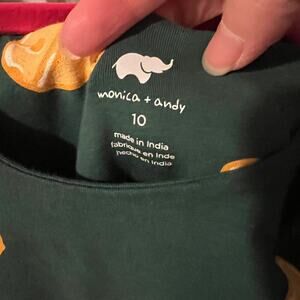 monica + andy
10
made in India
fabriqué en Inde
hecho en India